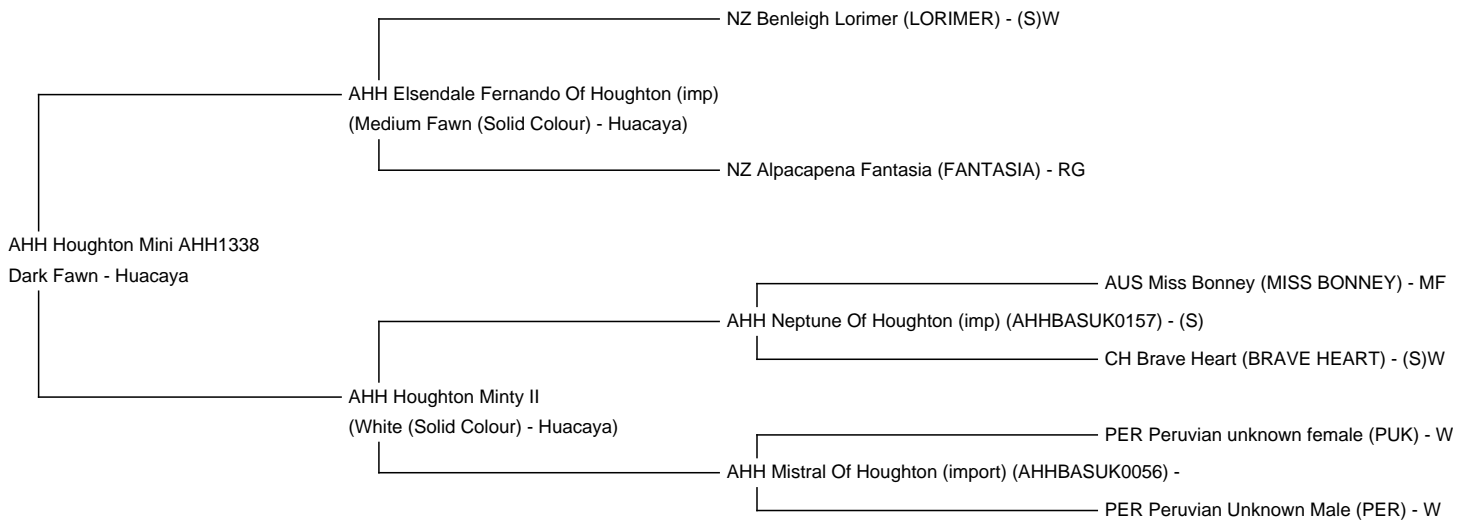 NZ Benleigh Lorimer (LORIMER) - (S)W
AHH Elsendale Fernando Of Houghton (imp)
(Medium Fawn (Solid Colour) - Huacaya)
NZ Alpacapena Fantasia (FANTASIA) - RG
AHH Houghton Mini AHH1338
Dark Fawn - Huacaya
AUS Miss Bonney (MISS BONNEY) - MF
AHH Neptune Of Houghton (imp) (AHHBASUK0157) - (S)
CH Brave Heart (BRAVE HEART) - (S)W
AHH Houghton Minty II
(White (Solid Colour) - Huacaya)
PER Peruvian unknown female (PUK) - W
AHH Mistral Of Houghton (import) (AHHBASUK0056) -
PER Peruvian Unknown Male (PER) - W